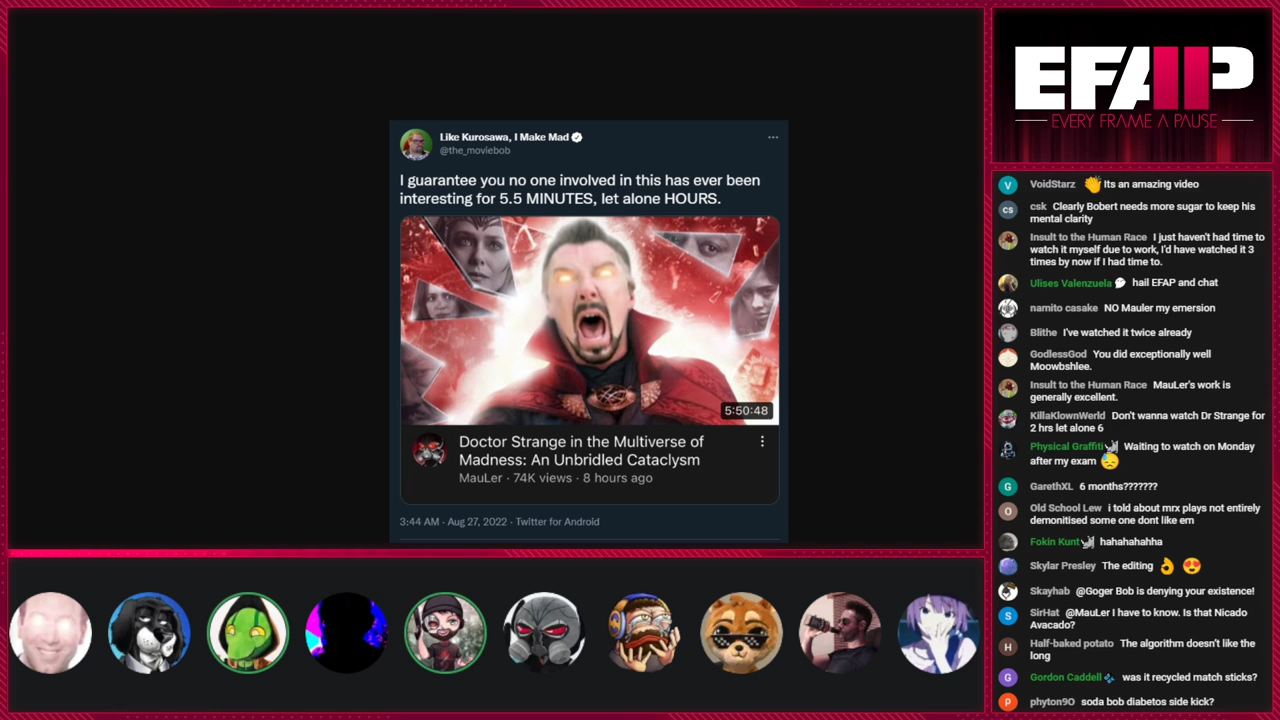 Like Kurosawa, I Make Mad
@the_moviebob
I guarantee you no one involved in this has ever been
interesting for 5.5 MINUTES, let alone HOURS.
5:50:48
Doctor Strange in the Multiverse of
Madness: An Unbridled Cataclysm
MauLer · 74K views · 8 hours ago
3:44 AM · Aug 27, 2022 · Twitter for Android
EFAP
EVERY FRAME A PAUSE
V VoidStarz 👏 Its an amazing video
cs csk Clearly Bobert needs more sugar to keep his
mental clarity
Insult to the Human Race I just haven't had time to
watch it myself due to work, I'd have watched it 3
times by now if I had time to.
Ulises Valenzuela hail EFAP and chat
namito casake NO Mauler my emersion
Blithe I've watched it twice already
GodlessGod You did exceptionally well
Moowbshlee.
Insult to the Human Race MauLer's work is
generally excellent.
KillaKlownWerld Don't wanna watch Dr Strange for
2 hrs let alone 6
Physical Graffiti Waiting to watch on Monday
after my exam 😓
G GarethXL 6 months???????
O Old School Lew i told about mrx plays not entirely
demonitised some one dont like em
Fokin Kunt hahahahahha
Skylar Presley The editing 👌 😍
Skayhab @Goger Bob is denying your existence!
S SirHat @MauLer I have to know. Is that Nicado
Avacado?
H Half-baked potato The algorithm doesn't like the
long
G Gordon Caddell was it recycled match sticks?
P phyton90 soda bob diabetos side kick?